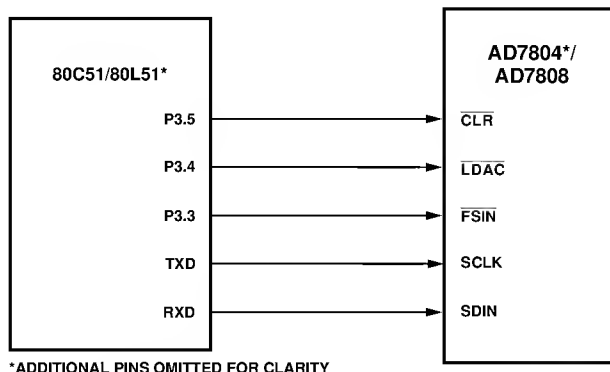 80C51/80L51*
AD7804*/
AD7808
P3.5
CLR
P3.4
LDAC
P3.3
FSIN
TXD
SCLK
RXD
SDIN
*ADDITIONAL PINS OMITTED FOR CLARITY